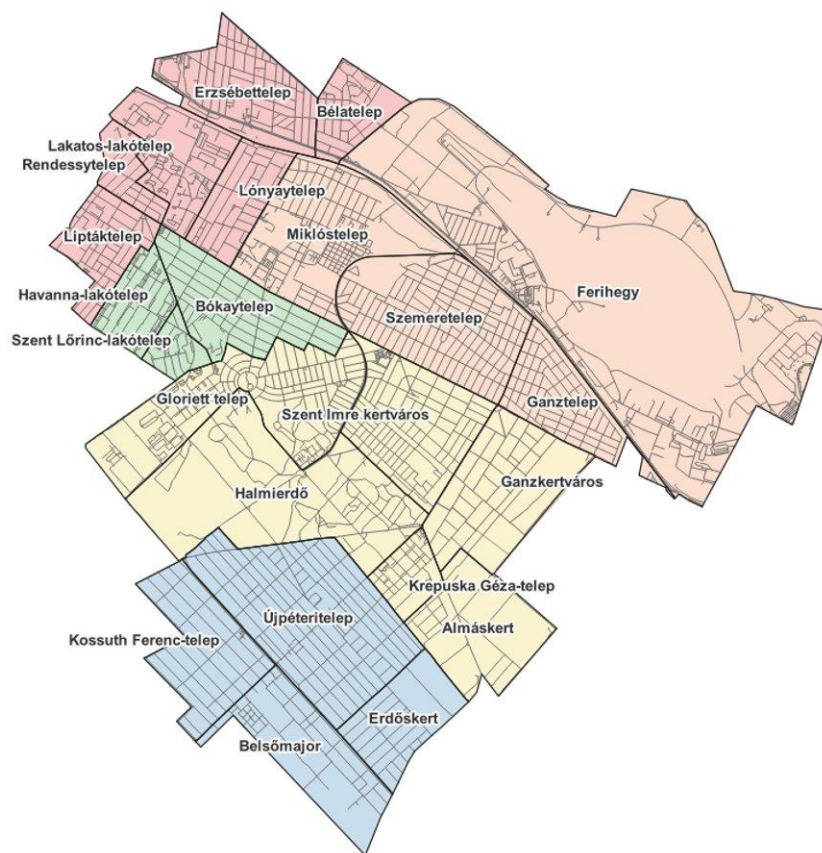 Erzsébettelep
Bélatelep
Lakatos-lakótelep
Rendessytelep
Lónyaytelep
Liptáktelep
Miklóstelep
Havanna-lakótelep
Bókaytelep
Ferihegy
Szemeretelep
Szent Lőrinc-lakótelep
Gloriett telep
Szent Imre kertváros
Ganztelep
Halmierdő
Ganzkertváros
Krepuska Géza-telep
Újpéteritelep
Almáskert
Kossuth Ferenc-telep
Erdőskert
Belsőmajor